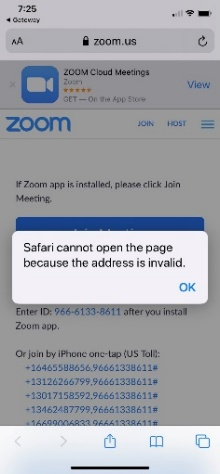 7:25
Gateway
AA
zoom.us
ZOOM Cloud Meetings
Zoom
GET — On the App Store
View
zoom
JOIN
HOST
If Zoom app is installed, please click Join
Meeting.
Safari cannot open the page
because the address is invalid.
OK
Enter ID: 966-6133-8611 after you install
Zoom app.
Or join by iPhone one-tap (US Toll):
+16465588656,96661338611#
+13126266799,96661338611#
+13017158592,96661338611#
+13462487799,96661338611#
+16699006833,96661338611#